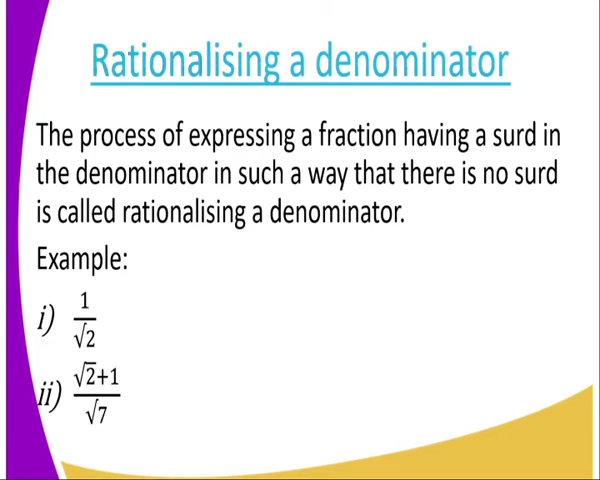 Rationalising a denominator
The process of expressing a fraction having a surd in
the denominator in such a way that there is no surd
is called rationalising a denominator.
Example:
i) 1/√2
ii) √2+1/√7